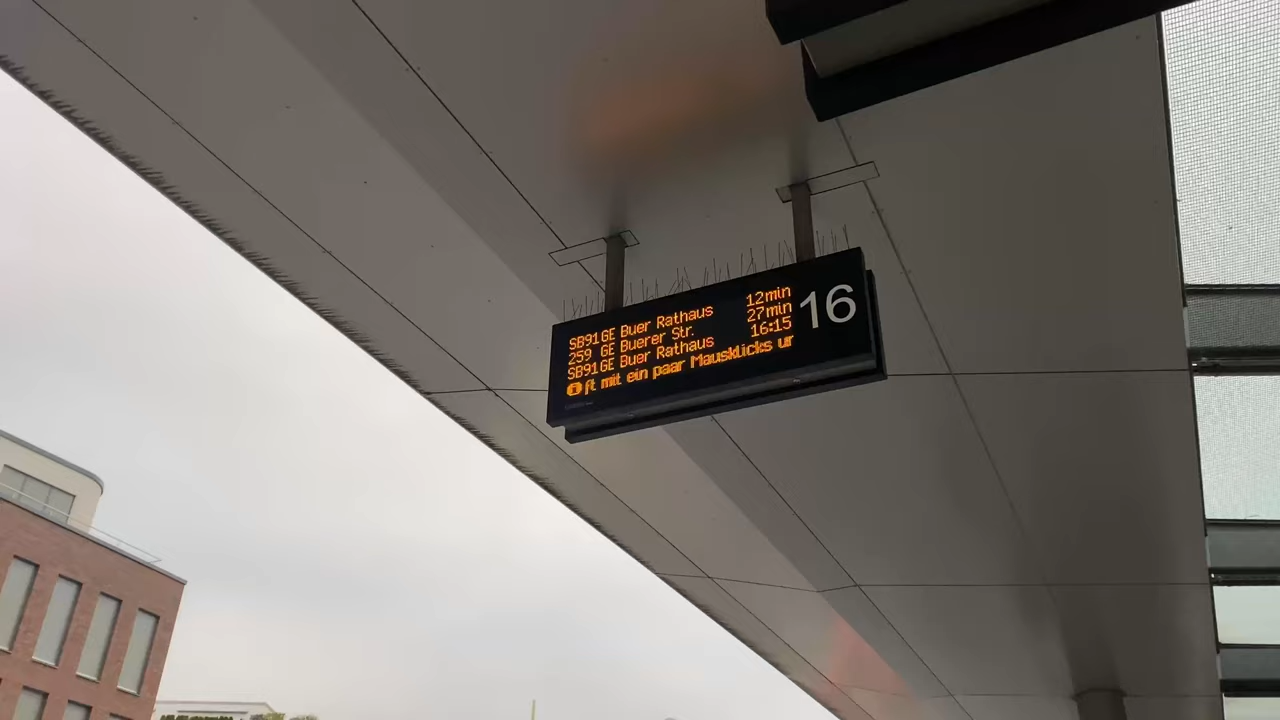 SB91GE Buer Rathaus 12min
259 GE Buerer Str. 27min
SB91GE Buer Rathaus 16:15
ft mit ein paar Mausklicks ur
16